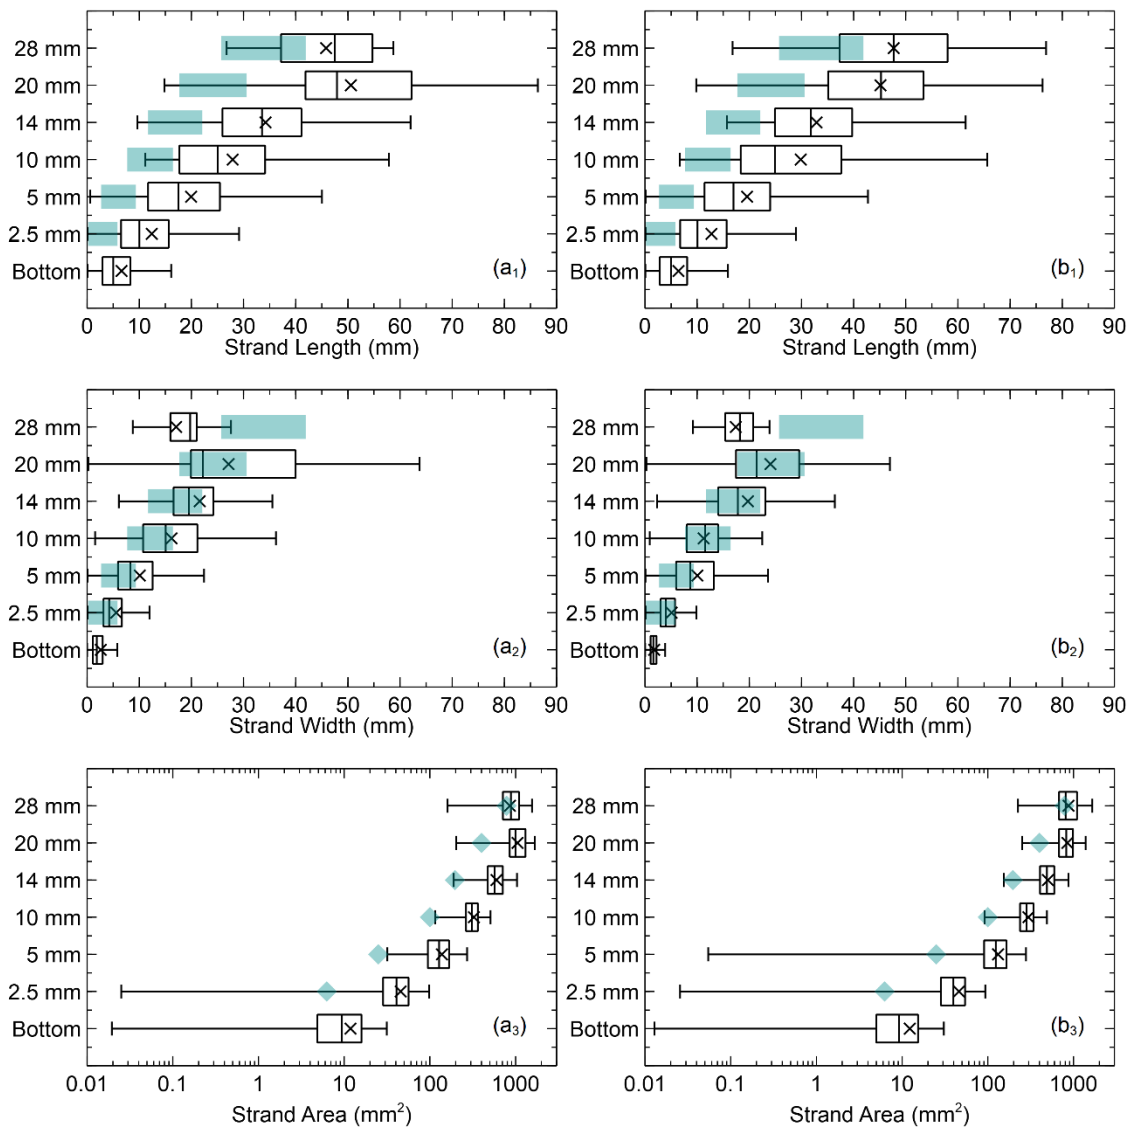 28 mm
20 mm
14 mm
10 mm
5 mm
2.5 mm
Bottom
(a₁)
0 10 20 30 40 50 60 70 80 90
Strand Length (mm)
28 mm
20 mm
14 mm
10 mm
5 mm
2.5 mm
Bottom
(b₁)
0 10 20 30 40 50 60 70 80 90
Strand Length (mm)
28 mm
20 mm
14 mm
10 mm
5 mm
2.5 mm
Bottom
(a₂)
0 10 20 30 40 50 60 70 80 90
Strand Width (mm)
28 mm
20 mm
14 mm
10 mm
5 mm
2.5 mm
Bottom
(b₂)
0 10 20 30 40 50 60 70 80 90
Strand Width (mm)
28 mm
20 mm
14 mm
10 mm
5 mm
2.5 mm
Bottom
(a₃)
0.01 0.1 1 10 100 1000
Strand Area (mm²)
28 mm
20 mm
14 mm
10 mm
5 mm
2.5 mm
Bottom
(b₃)
0.01 0.1 1 10 100 1000
Strand Area (mm²)